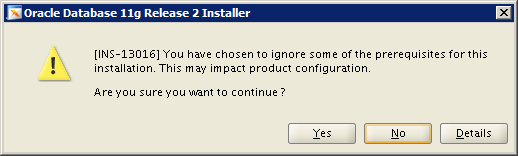 Oracle Database 11g Release 2 Installer
[INS-13016] You have chosen to ignore some of the prerequisites for this
installation. This may impact product configuration.
Are you sure you want to continue?
Yes
No
Details